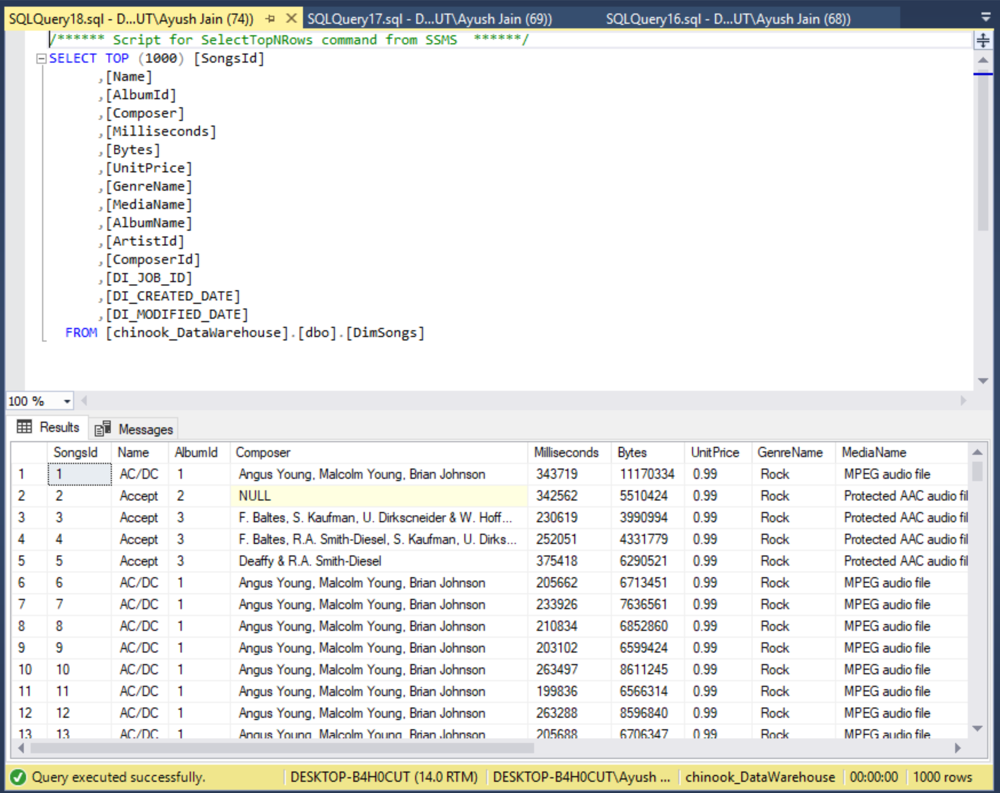 SQLQuery18.sql - D...UT\Ayush Jain (74)) SQLQuery17.sql - D...UT\Ayush Jain (69)) SQLQuery16.sql - D...UT\Ayush Jain (68))
/****** Script for SelectTopNRows command from SSMS  ******/
SELECT TOP (1000) [SongsId]
,[Name]
,[AlbumId]
,[Composer]
,[Milliseconds]
,[Bytes]
,[UnitPrice]
,[GenreName]
,[MediaName]
,[AlbumName]
,[ArtistId]
,[ComposerId]
,[DI_JOB_ID]
,[DI_CREATED_DATE]
,[DI_MODIFIED_DATE]
FROM [chinook_DataWarehouse].[dbo].[DimSongs]
100 %
Results Messages
SongsId Name AlbumId Composer Milliseconds Bytes UnitPrice GenreName MediaName
1 1 AC/DC 1 Angus Young, Malcolm Young, Brian Johnson 343719 11170334 0.99 Rock MPEG audio file
2 2 Accept 2 NULL 342562 5510424 0.99 Rock Protected AAC audio fil
3 3 Accept 3 F. Baltes, S. Kaufman, U. Dirkscneider & W. Hoff... 230619 3990994 0.99 Rock Protected AAC audio fil
4 4 Accept 3 F. Baltes, R.A. Smith-Diesel, S. Kaufman, U. Dirks... 252051 4331779 0.99 Rock Protected AAC audio fil
5 5 Accept 3 Deaffy & R.A. Smith-Diesel 375418 6290521 0.99 Rock Protected AAC audio fil
6 6 AC/DC 1 Angus Young, Malcolm Young, Brian Johnson 205662 6713451 0.99 Rock MPEG audio file
7 7 AC/DC 1 Angus Young, Malcolm Young, Brian Johnson 233926 7636561 0.99 Rock MPEG audio file
8 8 AC/DC 1 Angus Young, Malcolm Young, Brian Johnson 210834 6852860 0.99 Rock MPEG audio file
9 9 AC/DC 1 Angus Young, Malcolm Young, Brian Johnson 203102 6599424 0.99 Rock MPEG audio file
10 10 AC/DC 1 Angus Young, Malcolm Young, Brian Johnson 263497 8611245 0.99 Rock MPEG audio file
11 11 AC/DC 1 Angus Young, Malcolm Young, Brian Johnson 199836 6566314 0.99 Rock MPEG audio file
12 12 AC/DC 1 Angus Young, Malcolm Young, Brian Johnson 263288 8596840 0.99 Rock MPEG audio file
13 13 AC/DC 1 Angus Young, Malcolm Young, Brian Johnson 205688 6706347 0.99 Rock MPEG audio file
Query executed successfully. DESKTOP-B4H0CUT (14.0 RTM) DESKTOP-B4H0CUT\Ayush ... chinook_DataWarehouse 00:00:00 1000 rows